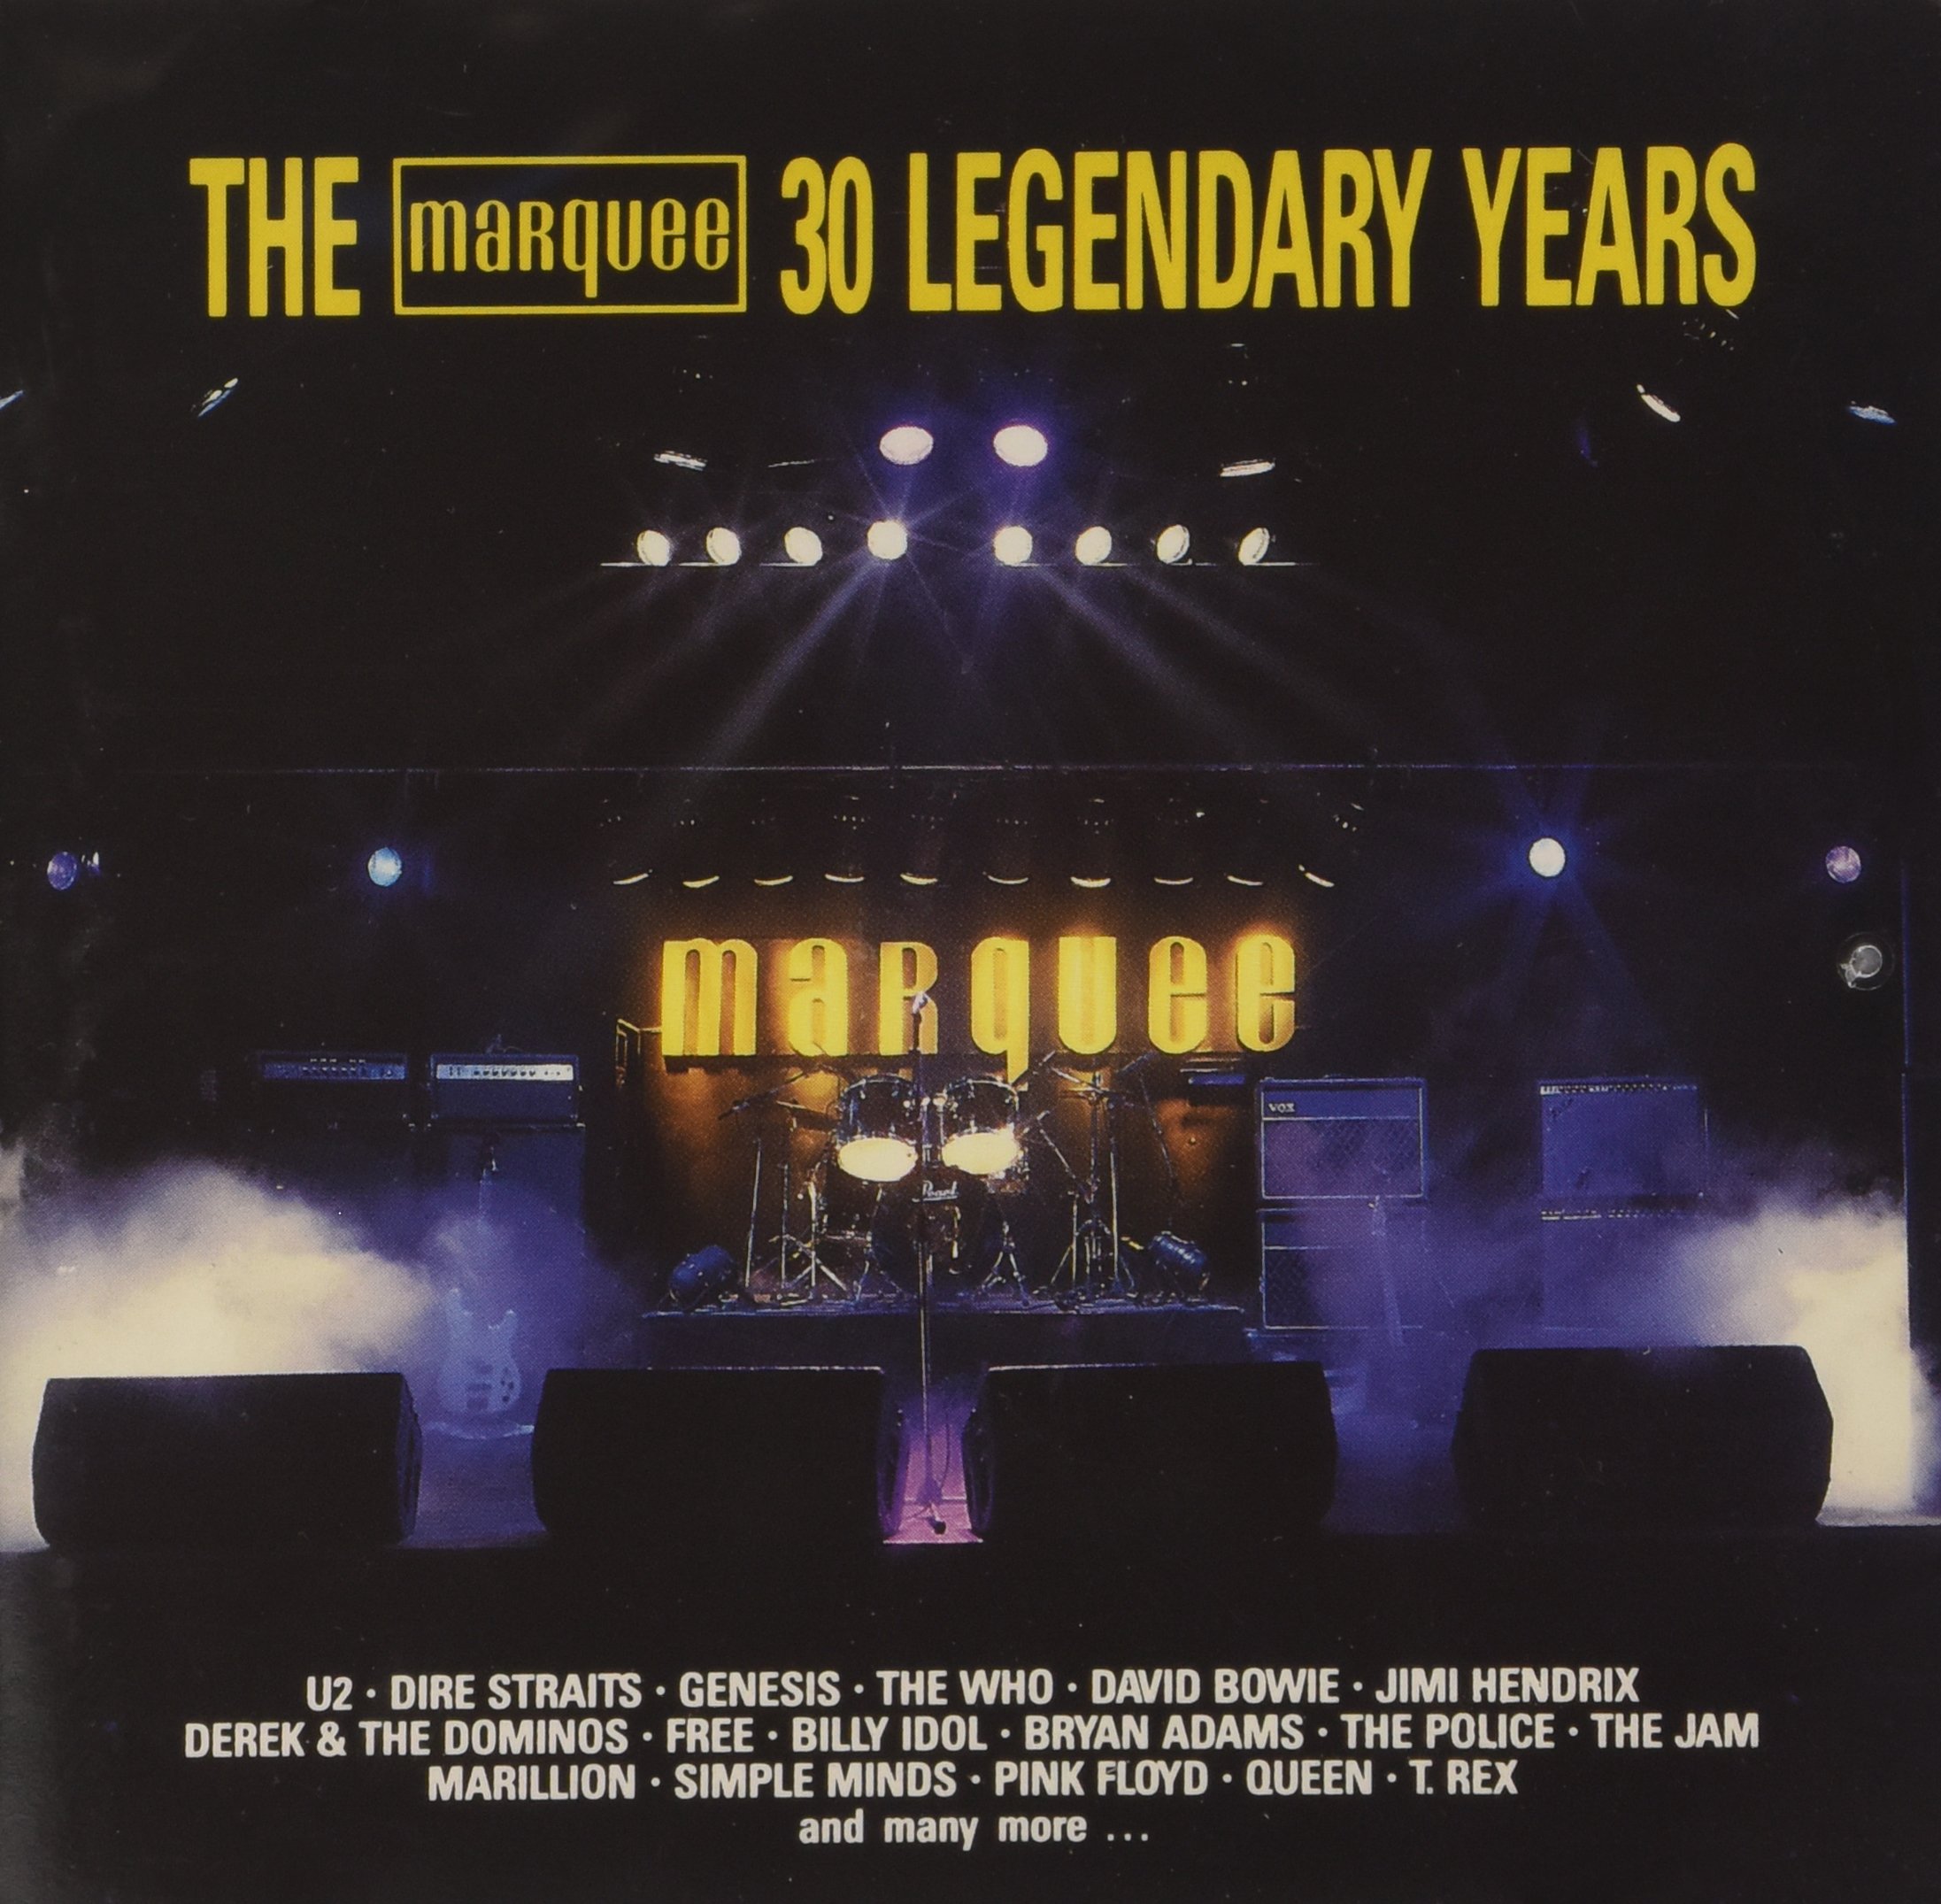 THE marquee 30 LEGENDARY YEARS
marquee
VOX
Pearl
U2 · DIRE STRAITS · GENESIS · THE WHO · DAVID BOWIE · JIMI HENDRIX
DEREK & THE DOMINOS · FREE · BILLY IDOL · BRYAN ADAMS · THE POLICE · THE JAM
MARILLION · SIMPLE MINDS · PINK FLOYD · QUEEN · T. REX
and many more ...